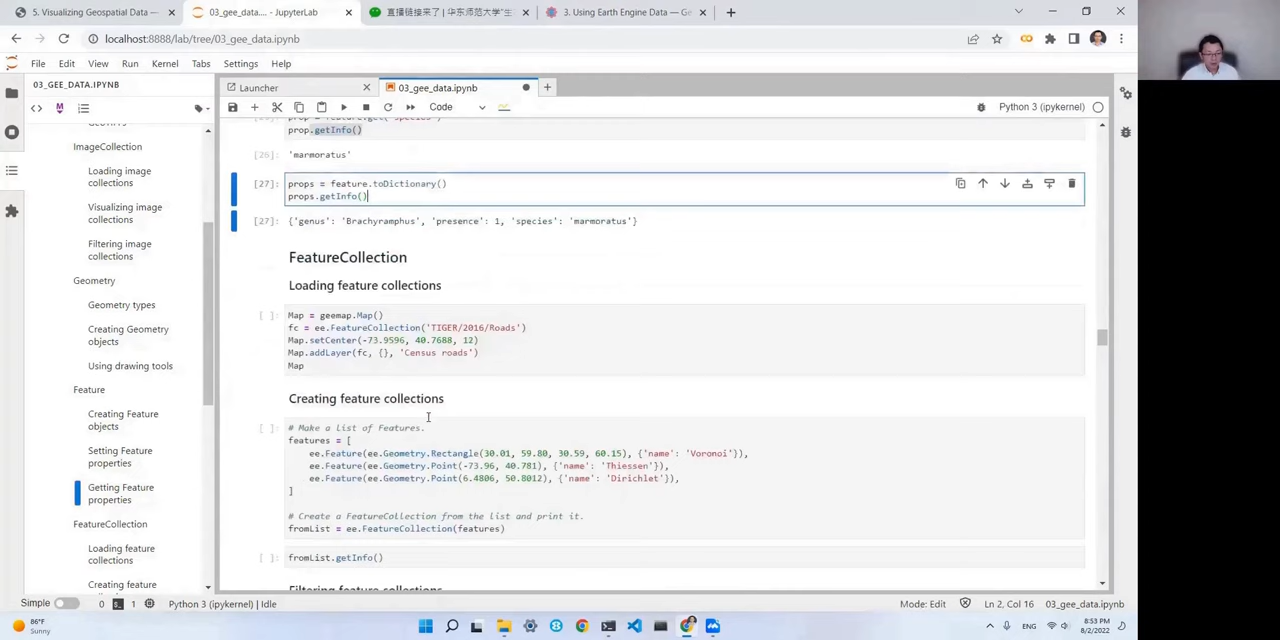 5. Visualizing Geospatial Data —
03_gee_data.... - JupyterLab
直播链接来了 | 华东师范大学"生
3. Using Earth Engine Data — Ge
localhost:8888/lab/tree/03_gee_data.ipynb
File Edit View Run Kernel Tabs Settings Help
03_GEE_DATA.IPYNB
ImageCollection
Loading image
collections
Visualizing image
collections
Filtering image
collections
Geometry
Geometry types
Creating Geometry
objects
Using drawing tools
Feature
Creating Feature
objects
Setting Feature
properties
Getting Feature
properties
FeatureCollection
Loading feature
collections
Creating feature
Launcher
03_gee_data.ipynb
Code
Python 3 (ipykernel)
prop.getInfo()
[26]: 'marmoratus'
[27]: props = feature.toDictionary()
props.getInfo()
[27]: {'genus': 'Brachyramphus', 'presence': 1, 'species': 'marmoratus'}
FeatureCollection
Loading feature collections
[ ]: Map = geemap.Map()
fc = ee.FeatureCollection('TIGER/2016/Roads')
Map.setCenter(-73.9596, 40.7688, 12)
Map.addLayer(fc, {}, 'Census roads')
Map
Creating feature collections
[ ]: # Make a list of Features.
features = [
ee.Feature(ee.Geometry.Rectangle(30.01, 59.80, 30.59, 60.15), {'name': 'Voronoi'}),
ee.Feature(ee.Geometry.Point(-73.96, 40.781), {'name': 'Thiessen'}),
ee.Feature(ee.Geometry.Point(6.4806, 50.8012), {'name': 'Dirichlet'}),
]
# Create a FeatureCollection from the list and print it.
fromList = ee.FeatureCollection(features)
[ ]: fromList.getInfo()
Filtering feature collections
Simple 0 1 Python 3 (ipykernel) | Idle
Mode: Edit Ln 2, Col 16 03_gee_data.ipynb
86°F
Sunny
ENG
8:53 PM
8/2/2022